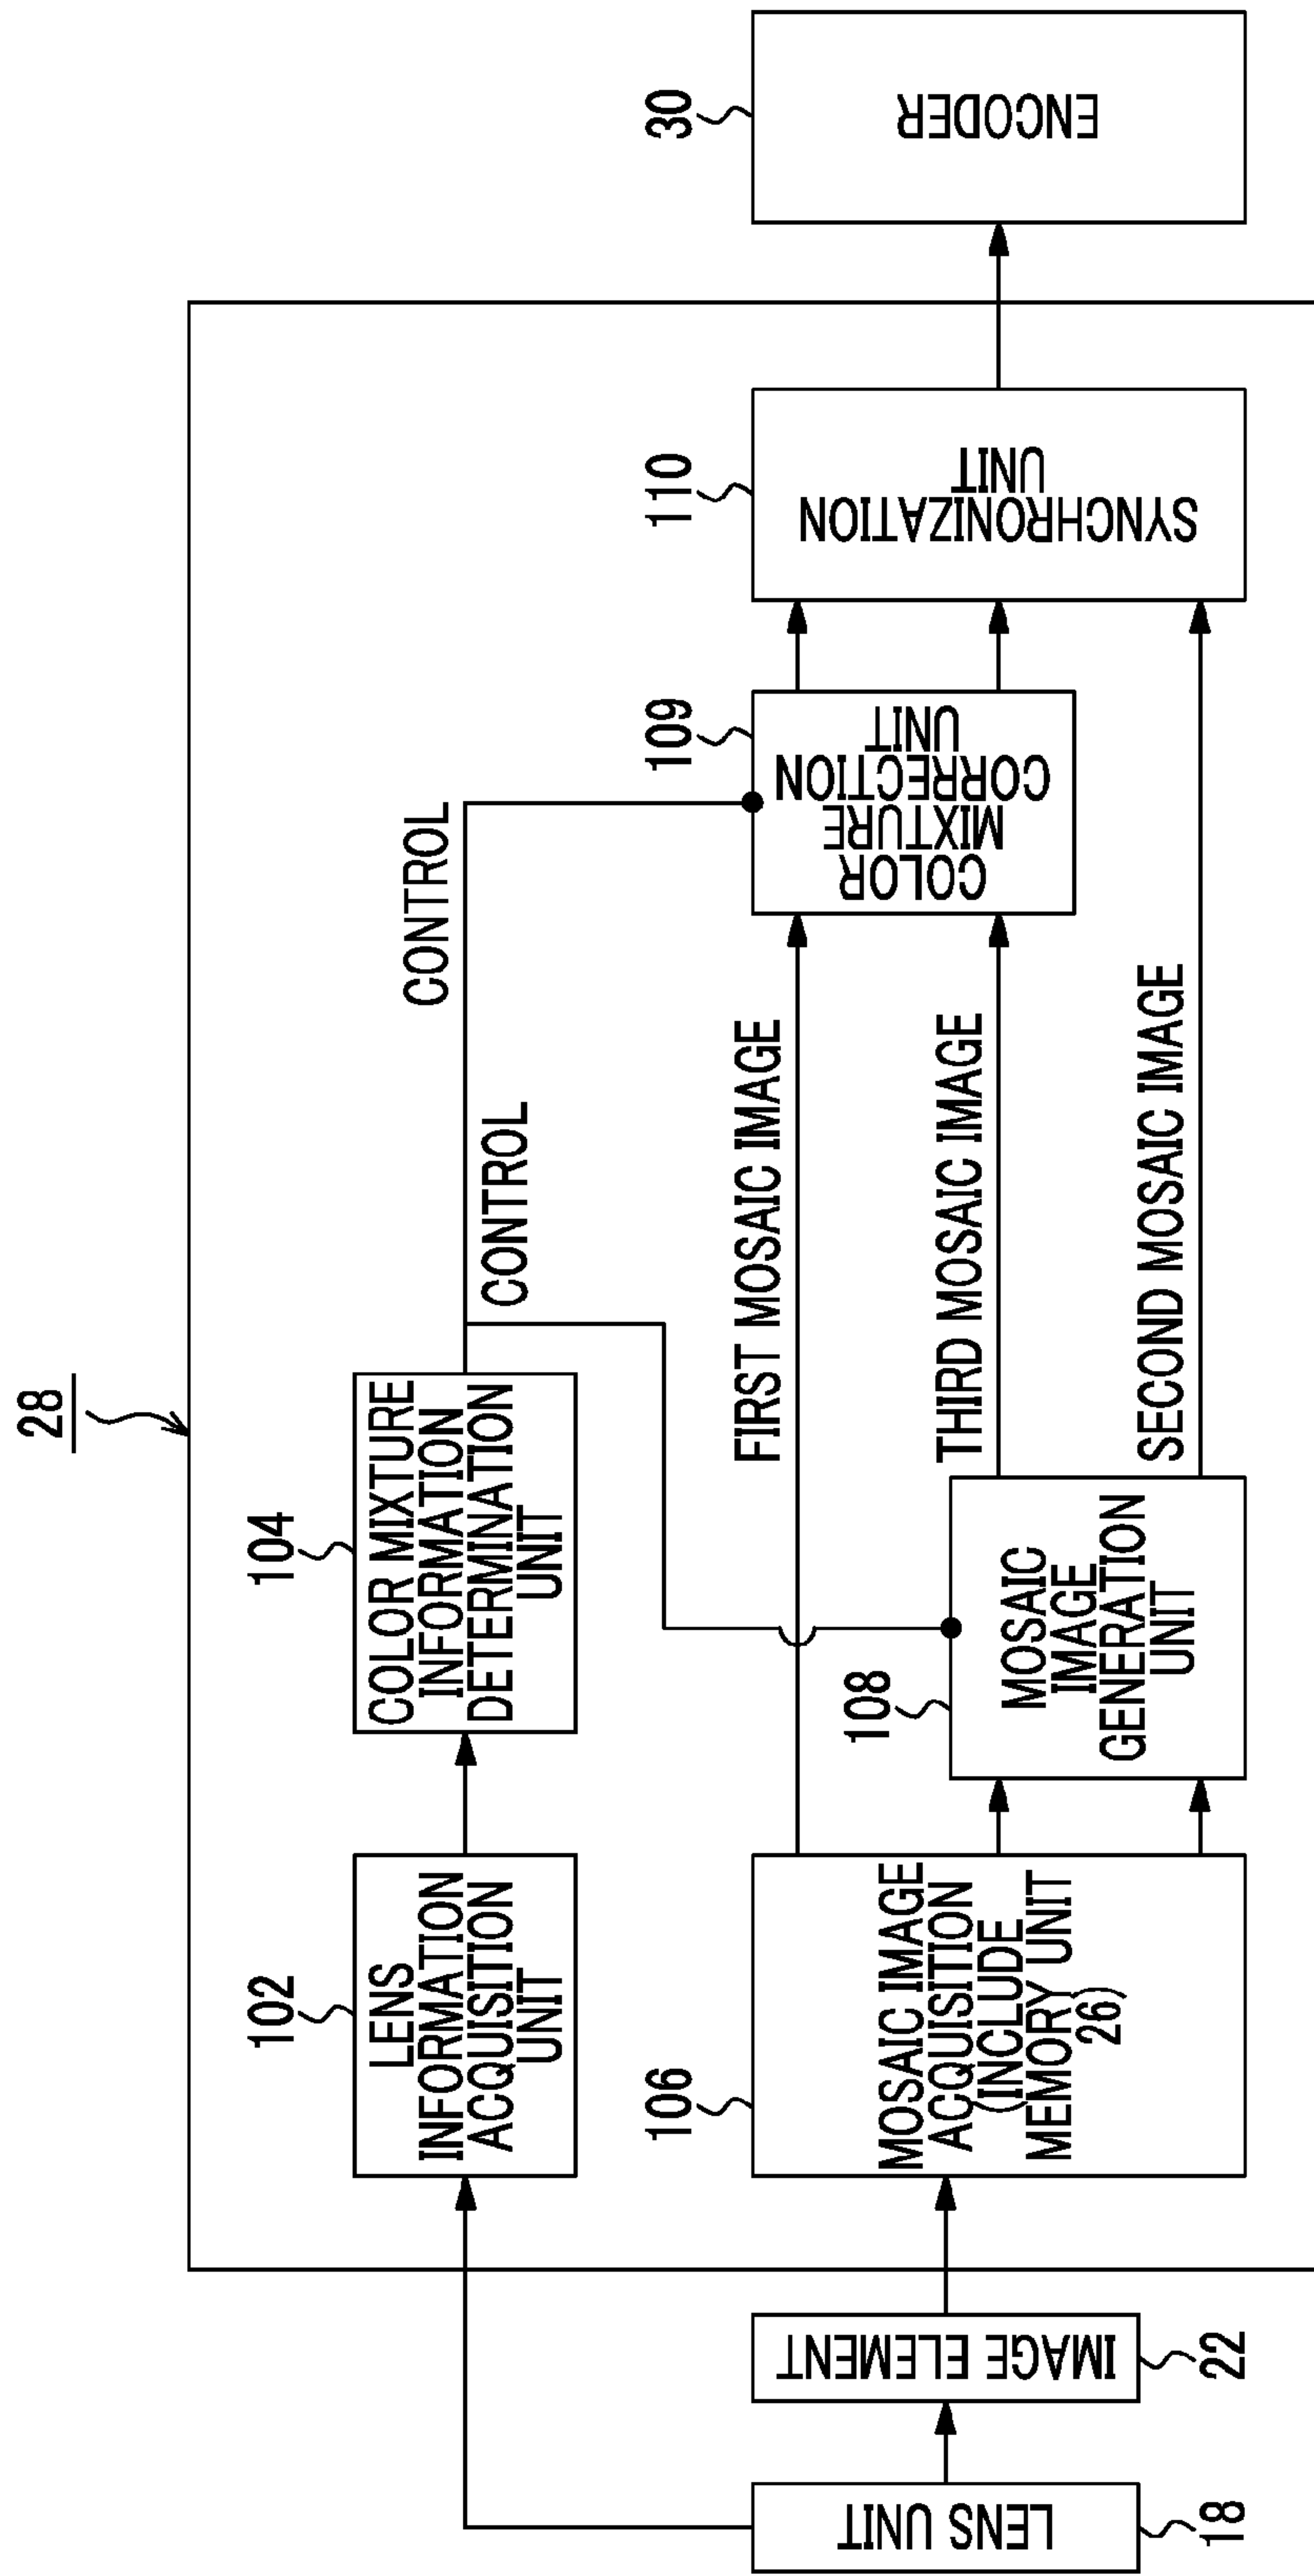 28
LENS UNIT
18
IMAGE ELEMENT
22
102
LENS
INFORMATION
ACQUISITION
UNIT
104
COLOR MIXTURE
INFORMATION
DETERMINATION
UNIT
CONTROL
CONTROL
106
MOSAIC IMAGE
ACQUISITION
(INCLUDE
MEMORY UNIT
26)
108
MOSAIC
IMAGE
GENERATION
UNIT
FIRST MOSAIC IMAGE
THIRD MOSAIC IMAGE
SECOND MOSAIC IMAGE
109
COLOR
MIXTURE
CORRECTION
UNIT
110
SYNCHRONIZATION
UNIT
30
ENCODER